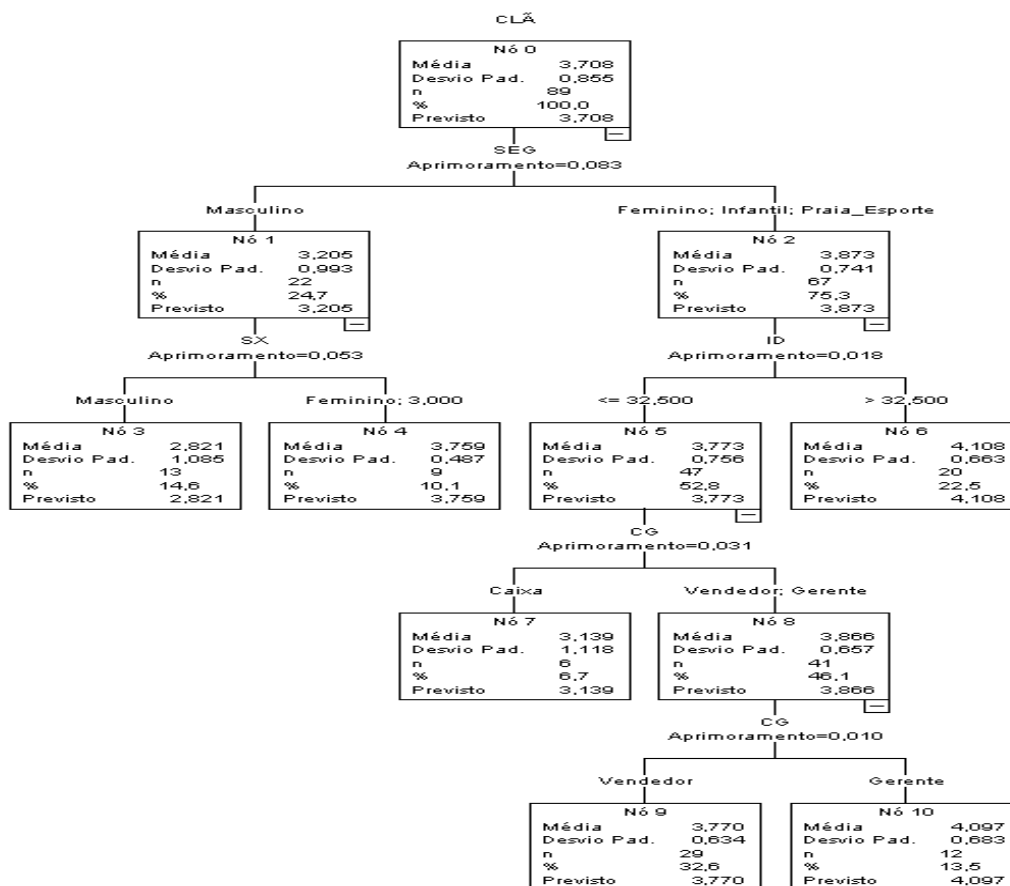 CLÃ
Nó 0
Média 3,708
Desvio Pad. 0,855
n 89
% 100,0
Previsto 3,708
SEG
Aprimoramento=0,083
Masculino
Feminino; Infantil; Praia_Esporte
Nó 1
Média 3,205
Desvio Pad. 0,993
n 22
% 24,7
Previsto 3,205
Nó 2
Média 3,873
Desvio Pad. 0,741
n 67
% 75,3
Previsto 3,873
SX
Aprimoramento=0,053
ID
Aprimoramento=0,018
Masculino
Feminino; 3,000
<= 32,500
> 32,500
Nó 3
Média 2,821
Desvio Pad. 1,085
n 13
% 14,6
Previsto 2,821
Nó 4
Média 3,759
Desvio Pad. 0,487
n 9
% 10,1
Previsto 3,759
Nó 5
Média 3,773
Desvio Pad. 0,756
n 47
% 52,8
Previsto 3,773
Nó 6
Média 4,108
Desvio Pad. 0,663
n 20
% 22,5
Previsto 4,108
CG
Aprimoramento=0,031
Caixa
Vendedor; Gerente
Nó 7
Média 3,139
Desvio Pad. 1,118
n 6
% 6,7
Previsto 3,139
Nó 8
Média 3,866
Desvio Pad. 0,657
n 41
% 46,1
Previsto 3,866
CG
Aprimoramento=0,010
Vendedor
Gerente
Nó 9
Média 3,770
Desvio Pad. 0,634
n 29
% 32,6
Previsto 3,770
Nó 10
Média 4,097
Desvio Pad. 0,683
n 12
% 13,5
Previsto 4,097